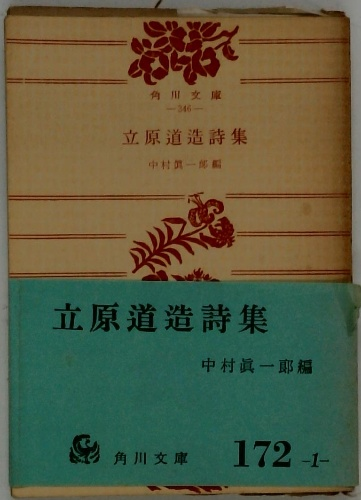 角川文庫
—346—
立原道造詩集
中村眞一郎編
立原道造詩集
中村眞一郎編
角川文庫 172 -1-